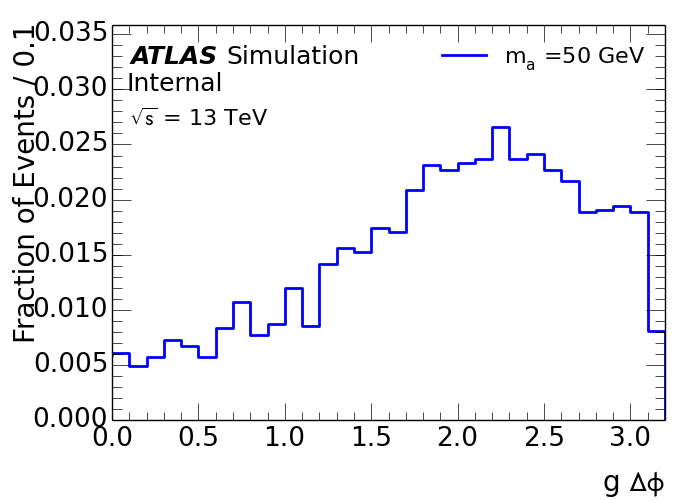 0.035
0.030
0.025
0.020
0.015
0.010
0.005
0.000
Fraction of Events / 0.1
ATLAS Simulation
Internal
√s = 13 TeV
mₐ =50 GeV
0.0 0.5 1.0 1.5 2.0 2.5 3.0
g Δϕ